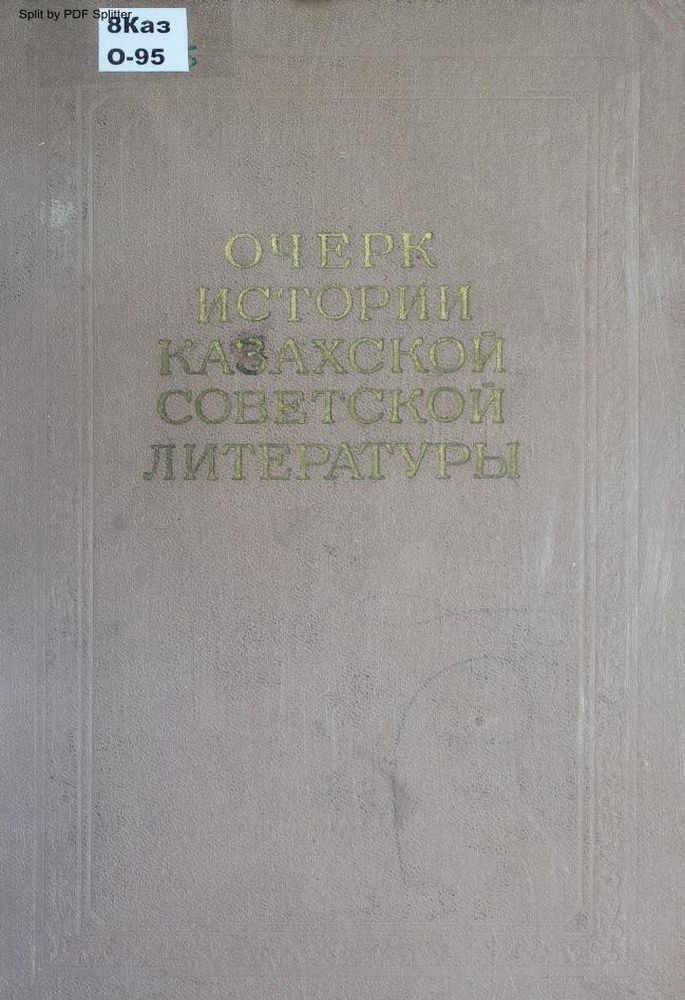 Split by PDF Splitter
8Каз
О-95
ОЧЕРК
ИСТОРИИ
КАЗАХСКОЙ
СОВЕТСКОЙ
ЛИТЕРАТУРЫ